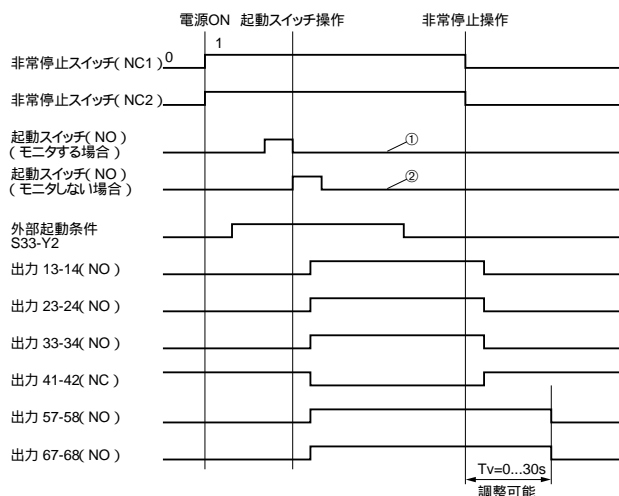 電源ON 起動スイッチ操作 非常停止操作
0 1
非常停止スイッチ( NC1 )
非常停止スイッチ( NC2 )
起動スイッチ( NO )
( モニタする場合 )
①
起動スイッチ( NO )
( モニタしない場合 )
②
外部起動条件
S33-Y2
出力 13-14( NO )
出力 23-24( NO )
出力 33-34( NO )
出力 41-42( NC )
出力 57-58( NO )
出力 67-68( NO )
Tv=0...30s
調整可能